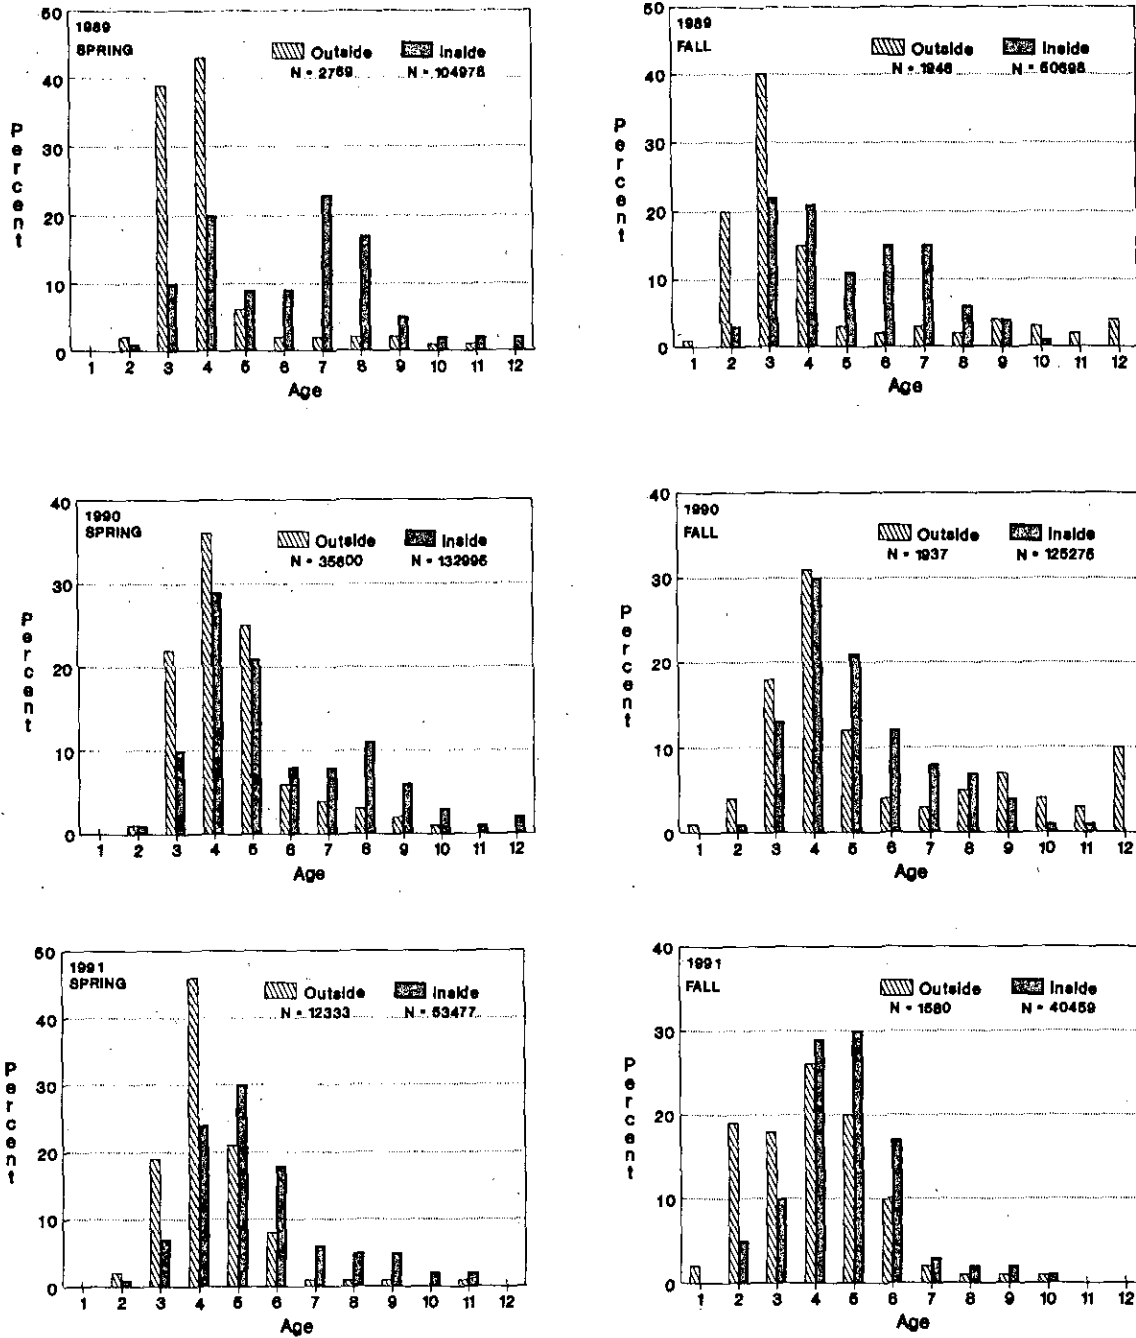 1989
SPRING
Outside Inside
N = 2769 N = 104978
50
40
30
20
10
0
Percent
1 2 3 4 5 6 7 8 9 10 11 12
Age
1989
FALL
Outside Inside
N = 1946 N = 50698
50
40
30
20
10
0
Percent
1 2 3 4 5 6 7 8 9 10 11 12
Age
1990
SPRING
Outside Inside
N = 35600 N = 132996
40
30
20
10
0
Percent
1 2 3 4 5 6 7 8 9 10 11 12
Age
1990
FALL
Outside Inside
N = 1937 N = 125276
40
30
20
10
0
Percent
1 2 3 4 5 6 7 8 9 10 11 12
Age
1991
SPRING
Outside Inside
N = 12333 N = 53477
50
40
30
20
10
0
Percent
1 2 3 4 5 6 7 8 9 10 11 12
Age
1991
FALL
Outside Inside
N = 1580 N = 40459
40
30
20
10
0
Percent
1 2 3 4 5 6 7 8 9 10 11 12
Age